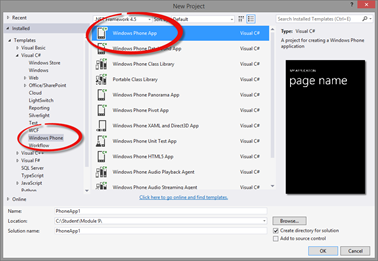 New Project
Recent
.NET Framework 4.5
Sort by: Default
Search Installed Templates (Ctrl+E)
Installed
Templates
Visual Basic
Visual C#
Windows Store
Windows
Web
Office/SharePoint
Cloud
LightSwitch
Reporting
Silverlight
Test
WCF
Windows Phone
Workflow
Visual C++
Visual F#
SQL Server
TypeScript
JavaScript
Python
Online
Windows Phone App Visual C#
Windows Phone Databound App Visual C#
Windows Phone Class Library Visual C#
Portable Class Library Visual C#
Windows Phone Panorama App Visual C#
Windows Phone Pivot App Visual C#
Windows Phone XAML and Direct3D App Visual C#
Windows Phone Unit Test App Visual C#
Windows Phone HTML5 App Visual C#
Windows Phone Audio Playback Agent Visual C#
Windows Phone Audio Streaming Agent Visual C#
Click here to go online and find templates.
Type: Visual C#
A project for creating a Windows Phone application
MY APPLICATION
page name
Name: PhoneApp1
Location: C:\Student\Module 9\
Browse...
Solution name: PhoneApp1
Create directory for solution
Add to source control
OK
Cancel